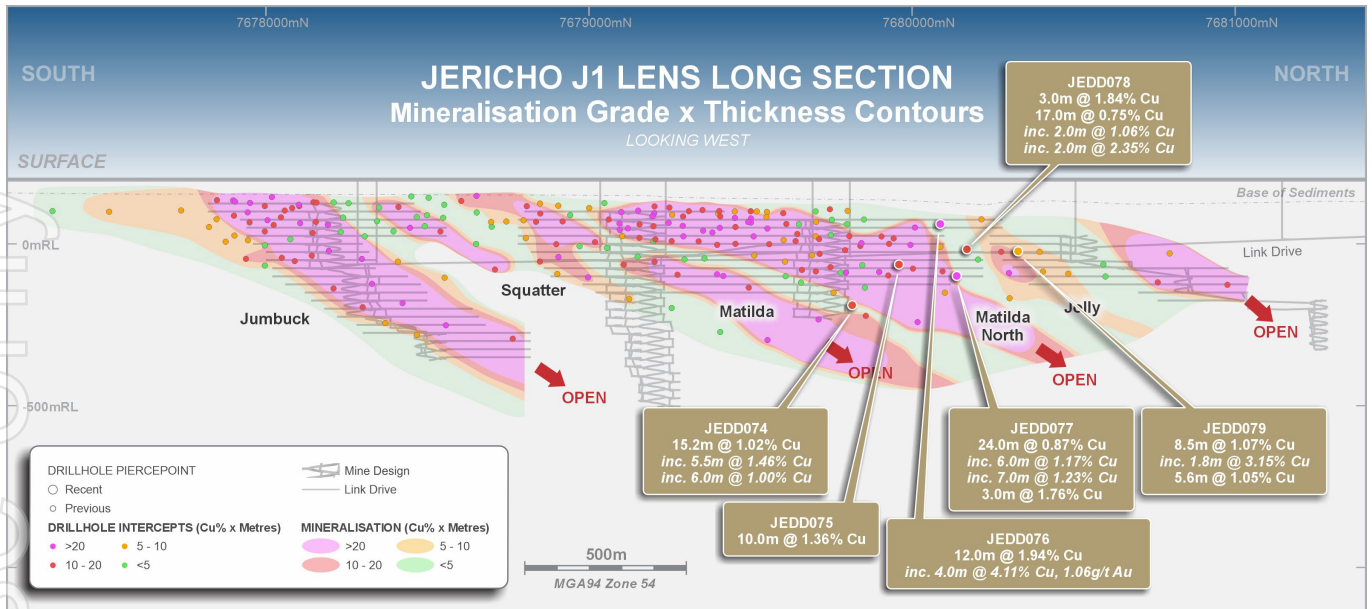 7678000mN
7679000mN
7680000mN
7681000mN
SOUTH
NORTH
JERICHO J1 LENS LONG SECTION
Mineralisation Grade x Thickness Contours
LOOKING WEST
JEDD078
3.0m @ 1.84% Cu
17.0m @ 0.75% Cu
inc. 2.0m @ 1.06% Cu
inc. 2.0m @ 2.35% Cu
SURFACE
Base of Sediments
0mRL
Link Drive
Squatter
Jumbuck
Matilda
Matilda
North
Jolly
OPEN
OPEN
OPEN
OPEN
-500mRL
JEDD074
15.2m @ 1.02% Cu
inc. 5.5m @ 1.46% Cu
inc. 6.0m @ 1.00% Cu
JEDD077
24.0m @ 0.87% Cu
inc. 6.0m @ 1.17% Cu
inc. 7.0m @ 1.23% Cu
3.0m @ 1.76% Cu
JEDD079
8.5m @ 1.07% Cu
inc. 1.8m @ 3.15% Cu
5.6m @ 1.05% Cu
JEDD075
10.0m @ 1.36% Cu
JEDD076
12.0m @ 1.94% Cu
inc. 4.0m @ 4.11% Cu, 1.06g/t Au
DRILLHOLE PIERCEPOINT
Recent
Previous
DRILLHOLE INTERCEPTS (Cu% x Metres)
>20
5 - 10
10 - 20
<5
Mine Design
Link Drive
MINERALISATION (Cu% x Metres)
>20
5 - 10
10 - 20
<5
500m
MGA94 Zone 54